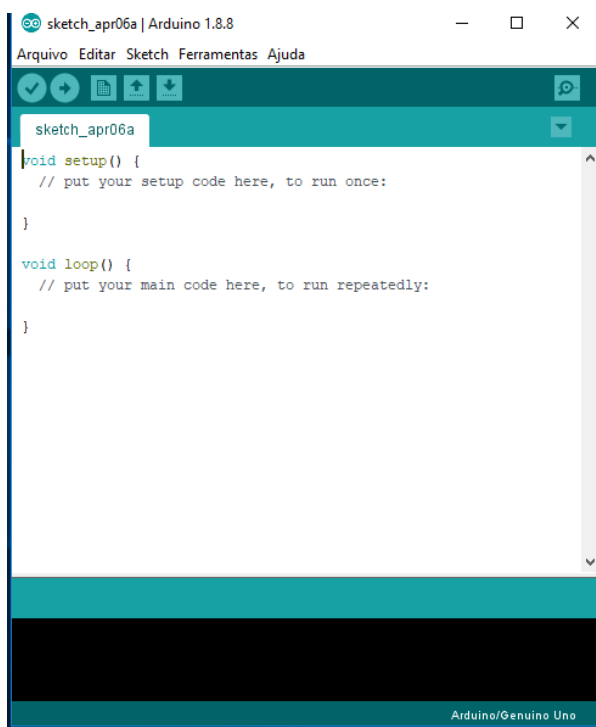 sketch_apr06a | Arduino 1.8.8
Arquivo Editar Sketch Ferramentas Ajuda
sketch_apr06a
void setup() {
  // put your setup code here, to run once:
}
void loop() {
  // put your main code here, to run repeatedly:
}
Arduino/Genuino Uno